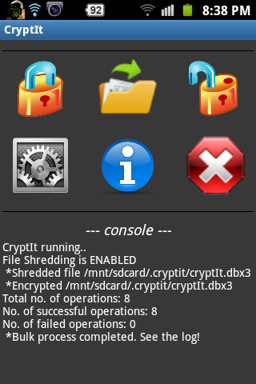 92
8:38 PM
CryptIt
--- console ---
CryptIt running..
File Shredding is ENABLED
*Shredded file /mnt/sdcard/.cryptit/cryptIt.dbx3
*Encrypted /mnt/sdcard/.cryptit/cryptIt.dbx3
Total no. of operations: 8
No. of successful operations: 8
No. of failed operations: 0
*Bulk process completed. See the log!